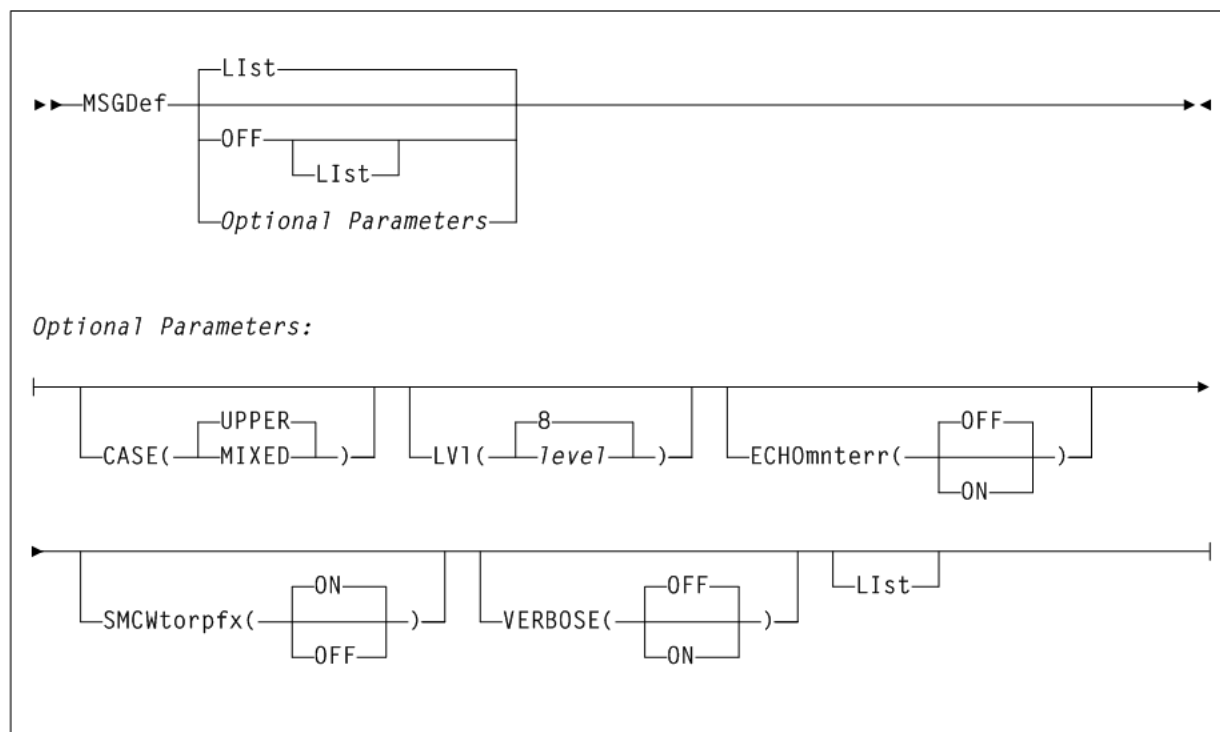 LIst
MSGDef
OFF
LIst
Optional Parameters
Optional Parameters:
UPPER 8 OFF
CASE( MIXED ) LVl( level ) ECHOmnterr( )
ON
ON OFF LIst
SMCWtorpfx( ) VERBOSE( )
OFF ON